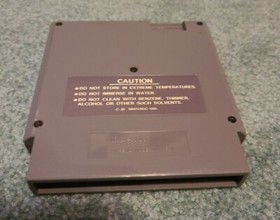 CAUTION
●DO NOT STORE IN EXTREME TEMPERATURES.
●DO NOT IMMERSE IN WATER.
●DO NOT CLEAN WITH BENZENE, THINNER,
ALCOHOL OR OTHER SUCH SOLVENTS.